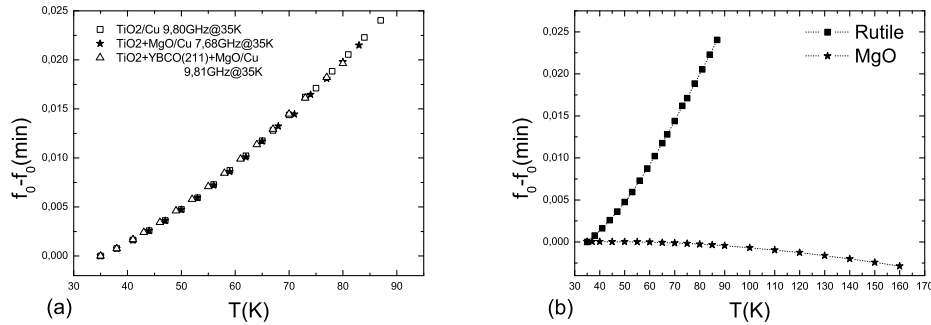 TiO2/Cu 9,80GHz@35K
TiO2+MgO/Cu 7,68GHz@35K
TiO2+YBCO(211)+MgO/Cu
9,81GHz@35K
f0-f0(min)
0,025
0,020
0,015
0,010
0,005
0,000
30 40 50 60 70 80 90
(a) T(K)
Rutile
MgO
f0-f0(min)
0,025
0,020
0,015
0,010
0,005
0,000
30 40 50 60 70 80 90 100 110 120 130 140 150 160 170
(b) T(K)